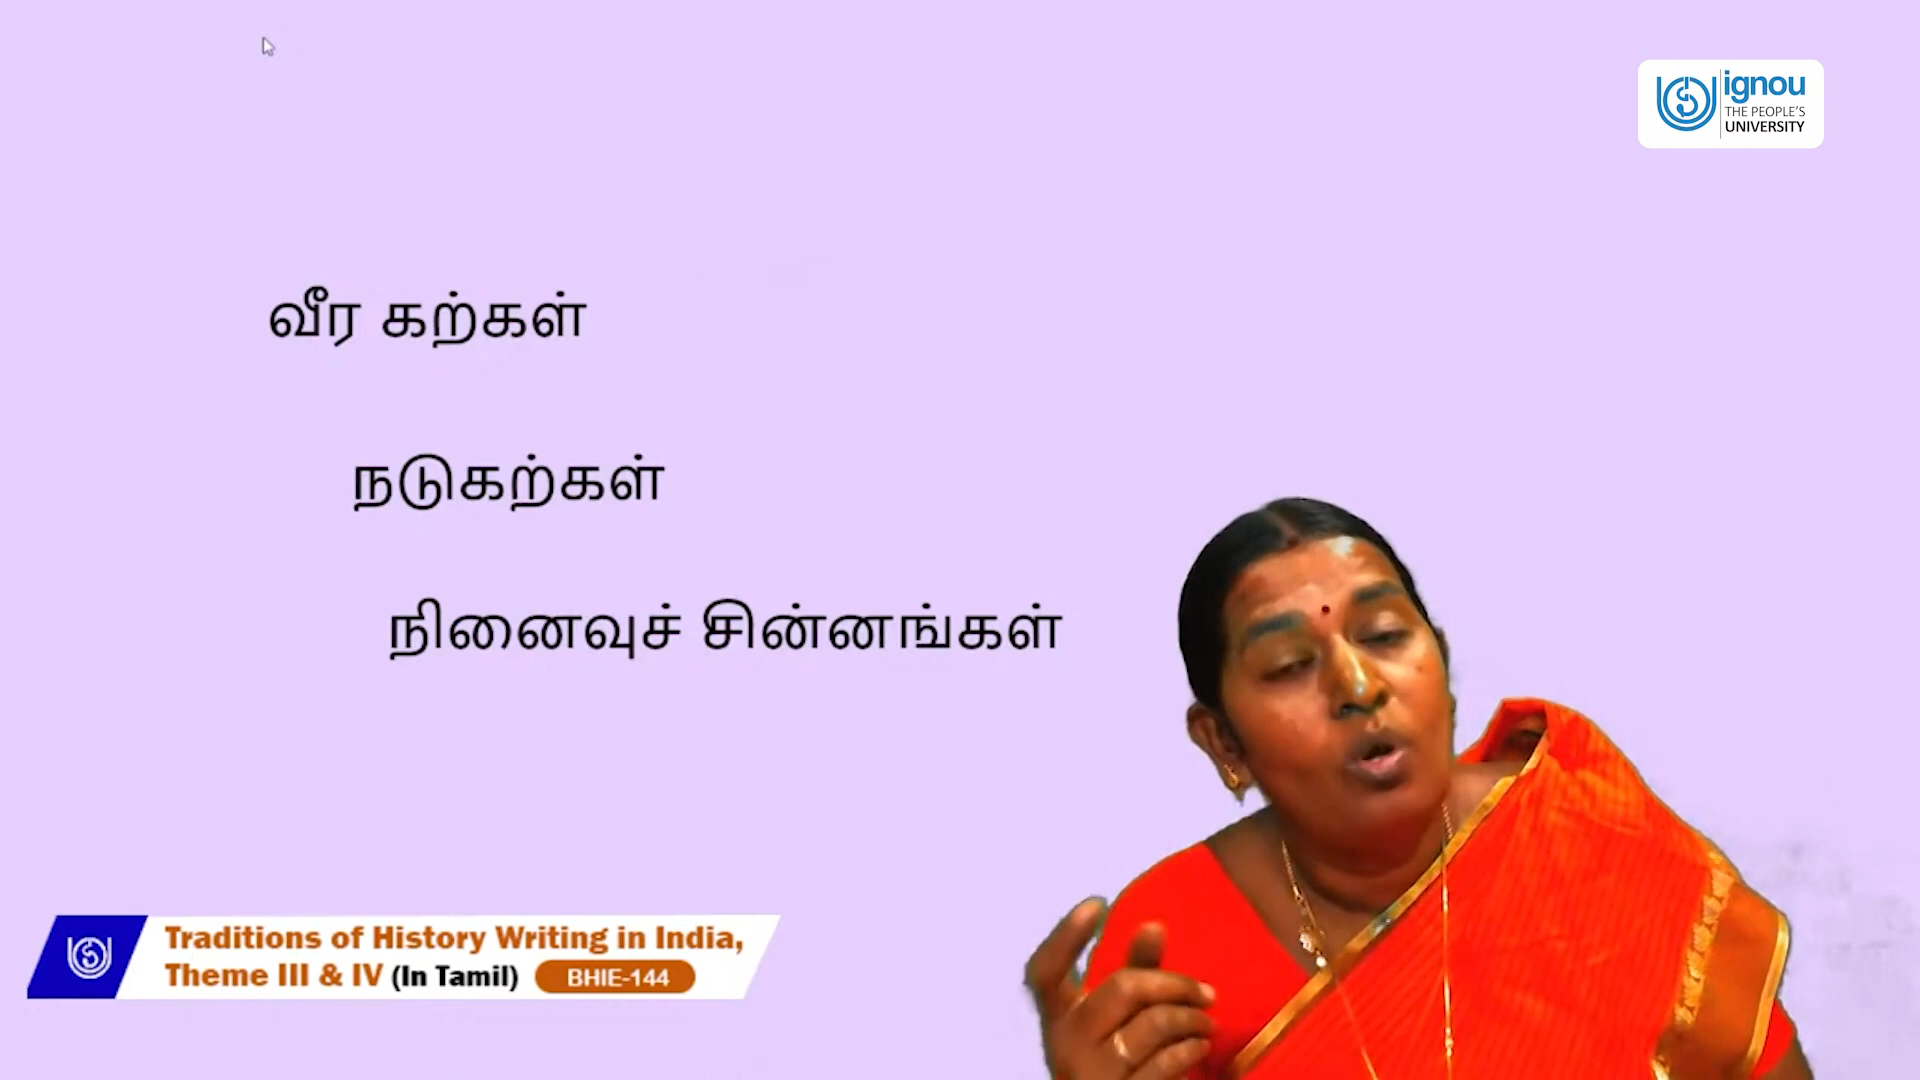 ignou
THE PEOPLE'S
UNIVERSITY
வீர கற்கள்
நடுகற்கள்
நினைவுச் சின்னங்கள்
Traditions of History Writing in India,
Theme III & IV (In Tamil) BHIE-144